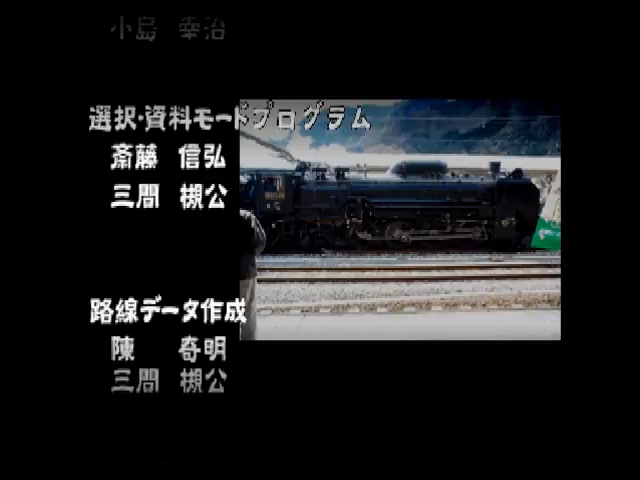 小島 幸治
選択・資料モードプログラム
斎藤 信弘
三間 槻公
路線データ作成
陳 奇明
三間 槻公